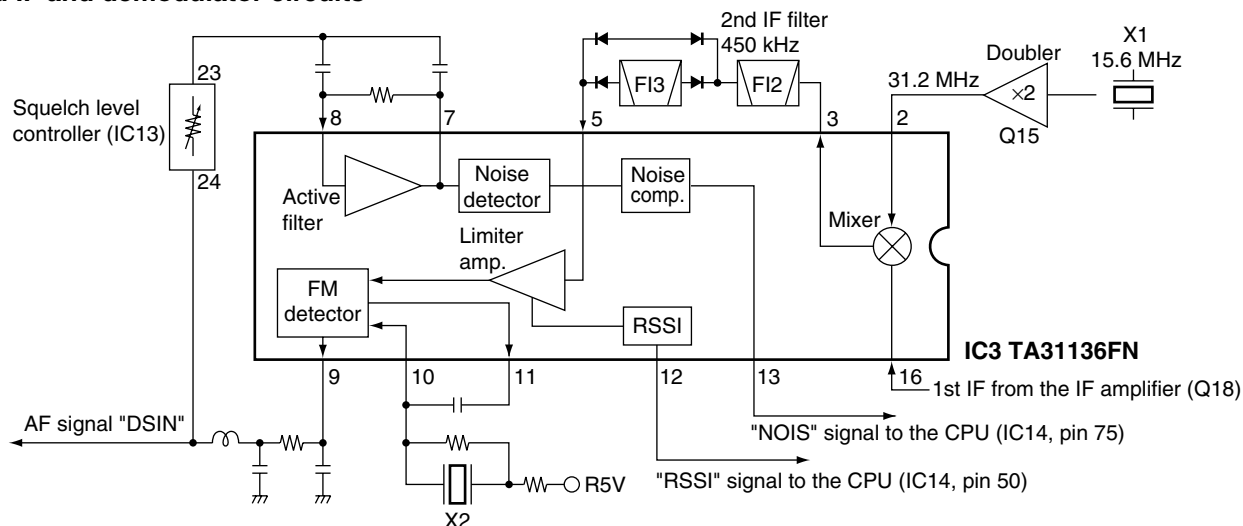 2nd IF filter
450 kHz
X1
15.6 MHz
Doubler
31.2 MHz
×2
Q15
23
Squelch level
controller (IC13)
24
FI3
FI2
8
7
5
3
2
Active
filter
Noise
detector
Noise
comp.
Mixer
Limiter
amp.
FM
detector
RSSI
IC3 TA31136FN
9
10
11
12
13
16
1st IF from the IF amplifier (Q18)
AF signal "DSIN"
"NOIS" signal to the CPU (IC14, pin 75)
"RSSI" signal to the CPU (IC14, pin 50)
R5V
X2